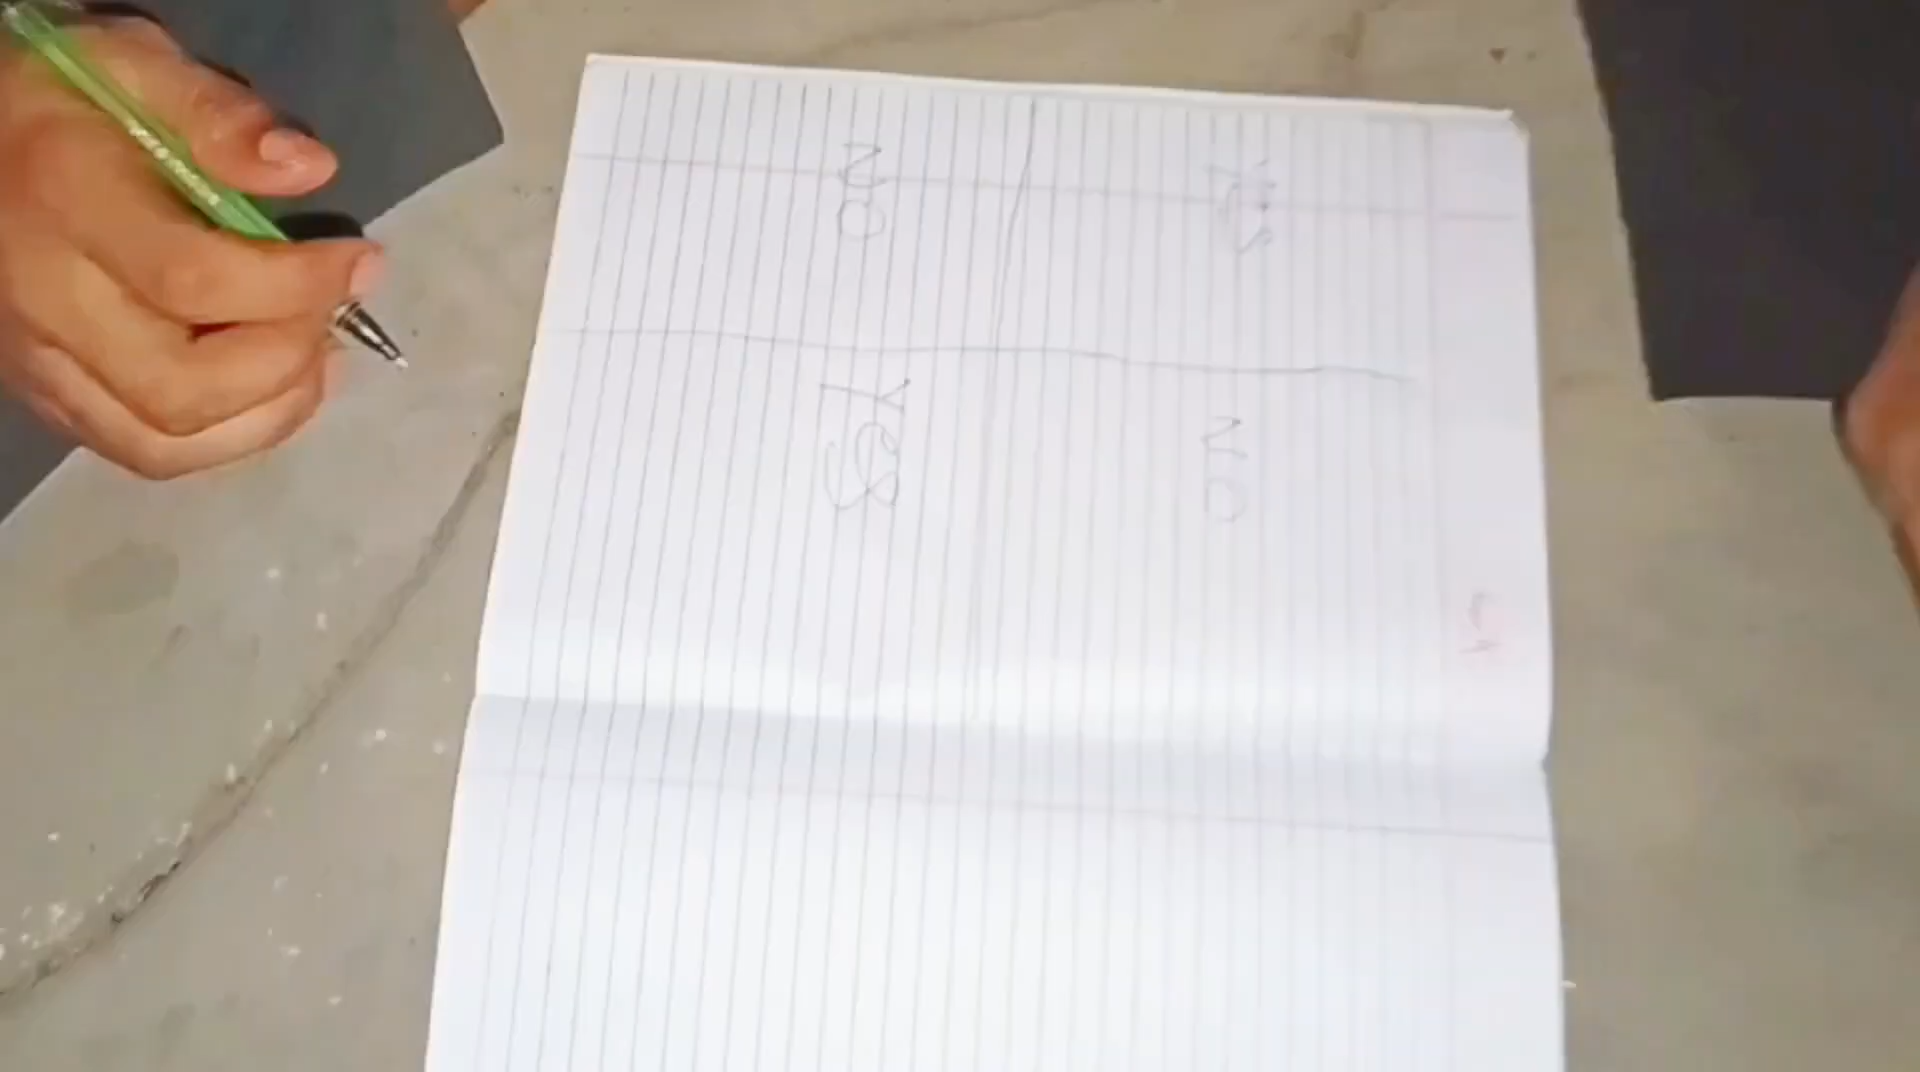 Yes NO
NO Yes